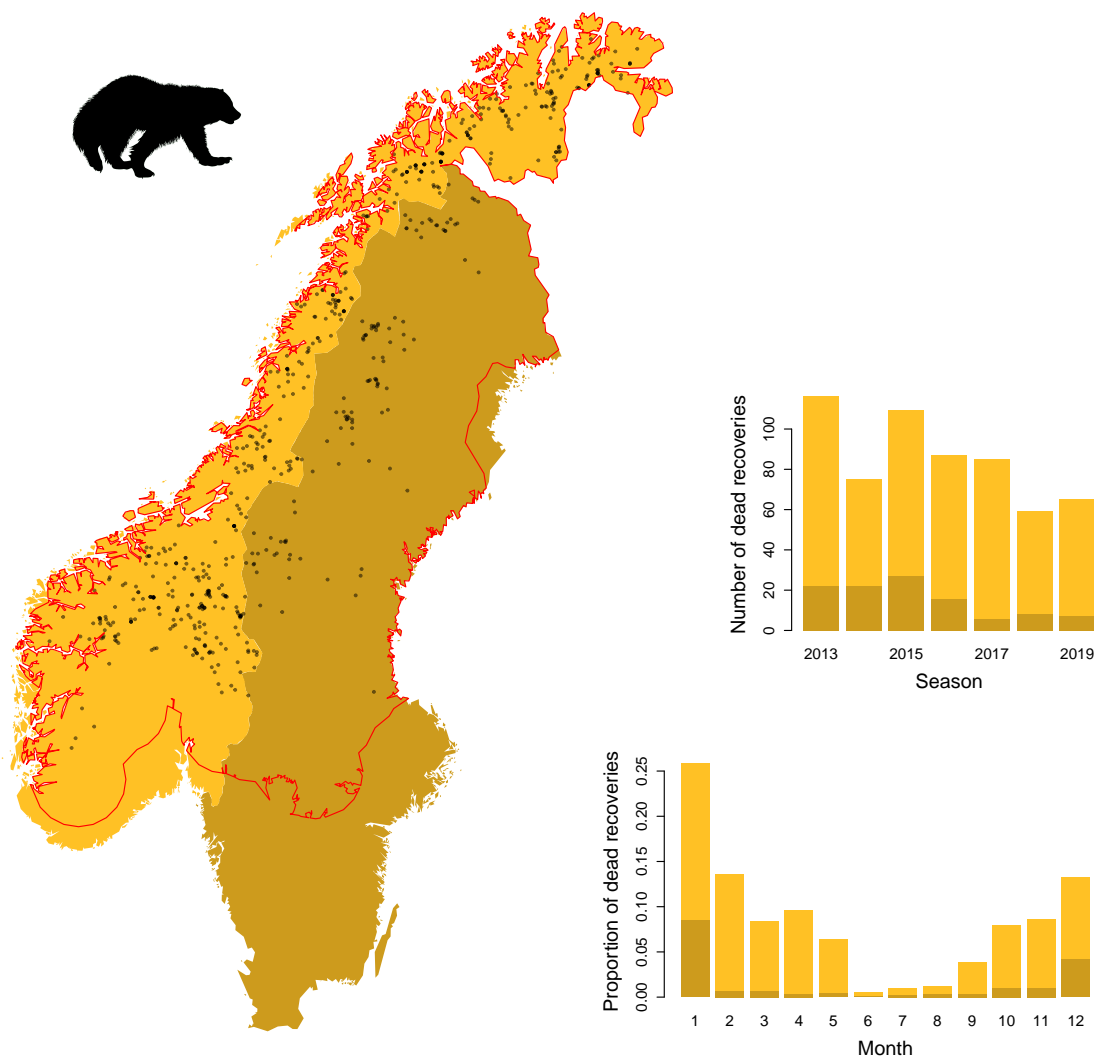 Number of dead recoveries
100
80
60
40
20
0
2013 2015 2017 2019
Season
Proportion of dead recoveries
0.25
0.20
0.15
0.10
0.05
0.00
1 2 3 4 5 6 7 8 9 10 11 12
Month